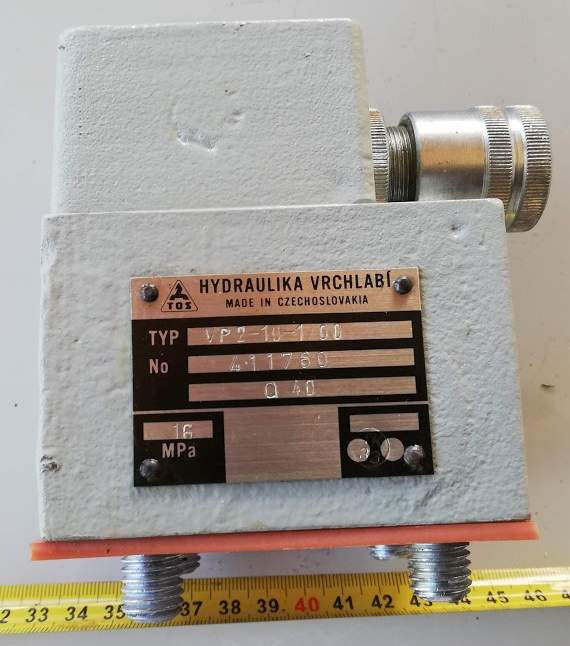 HYDRAULIKA VRCHLABÍ
TOS
MADE IN CZECHOSLOVAKIA
TYP VP2-10-1 00
No 411760
Q 40
16
MPa
33 34 35 37 38 39 40 41 42 43 44 45 46